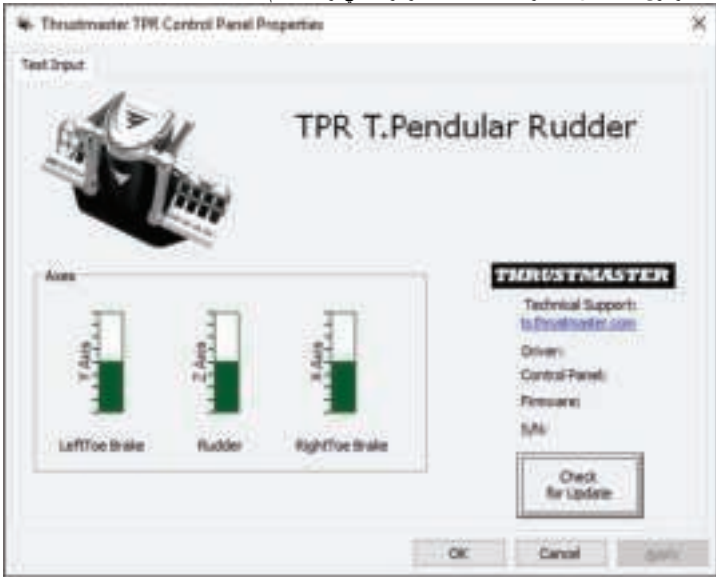 Thrustmaster TPR Control Panel Properties
Test Input
TPR T.Pendular Rudder
Axes
Y Axis
Z Axis
X Axis
LeftToe Brake
Rudder
RightToe Brake
THRUSTMASTER
Technical Support:
ts.thrustmaster.com
Driver:
Control Panel:
Firmware:
S/N:
Check
for Update
OK
Cancel
Apply